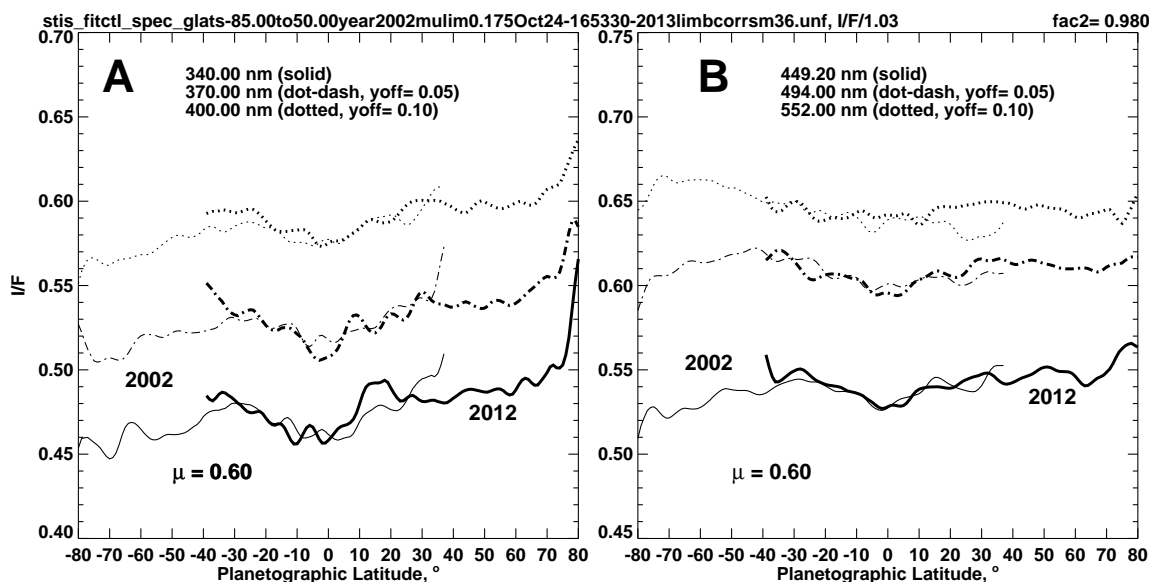 stis_fitctl_spec_glats-85.00to50.00year2002mulim0.175Oct24-165330-2013limbcorrsm36.unf, I/F/1.03 fac2= 0.980
A
340.00 nm (solid)
370.00 nm (dot-dash, yoff= 0.05)
400.00 nm (dotted, yoff= 0.10)
0.70
0.65
0.60
0.55
0.50
0.45
0.40
I/F
2002
2012
μ = 0.60
-80 -70 -60 -50 -40 -30 -20 -10 0 10 20 30 40 50 60 70 80
Planetographic Latitude, °
B
449.20 nm (solid)
494.00 nm (dot-dash, yoff= 0.05)
552.00 nm (dotted, yoff= 0.10)
0.75
0.70
0.65
0.60
0.55
0.50
0.45
2002
2012
μ = 0.60
-80 -70 -60 -50 -40 -30 -20 -10 0 10 20 30 40 50 60 70 80
Planetographic Latitude, °